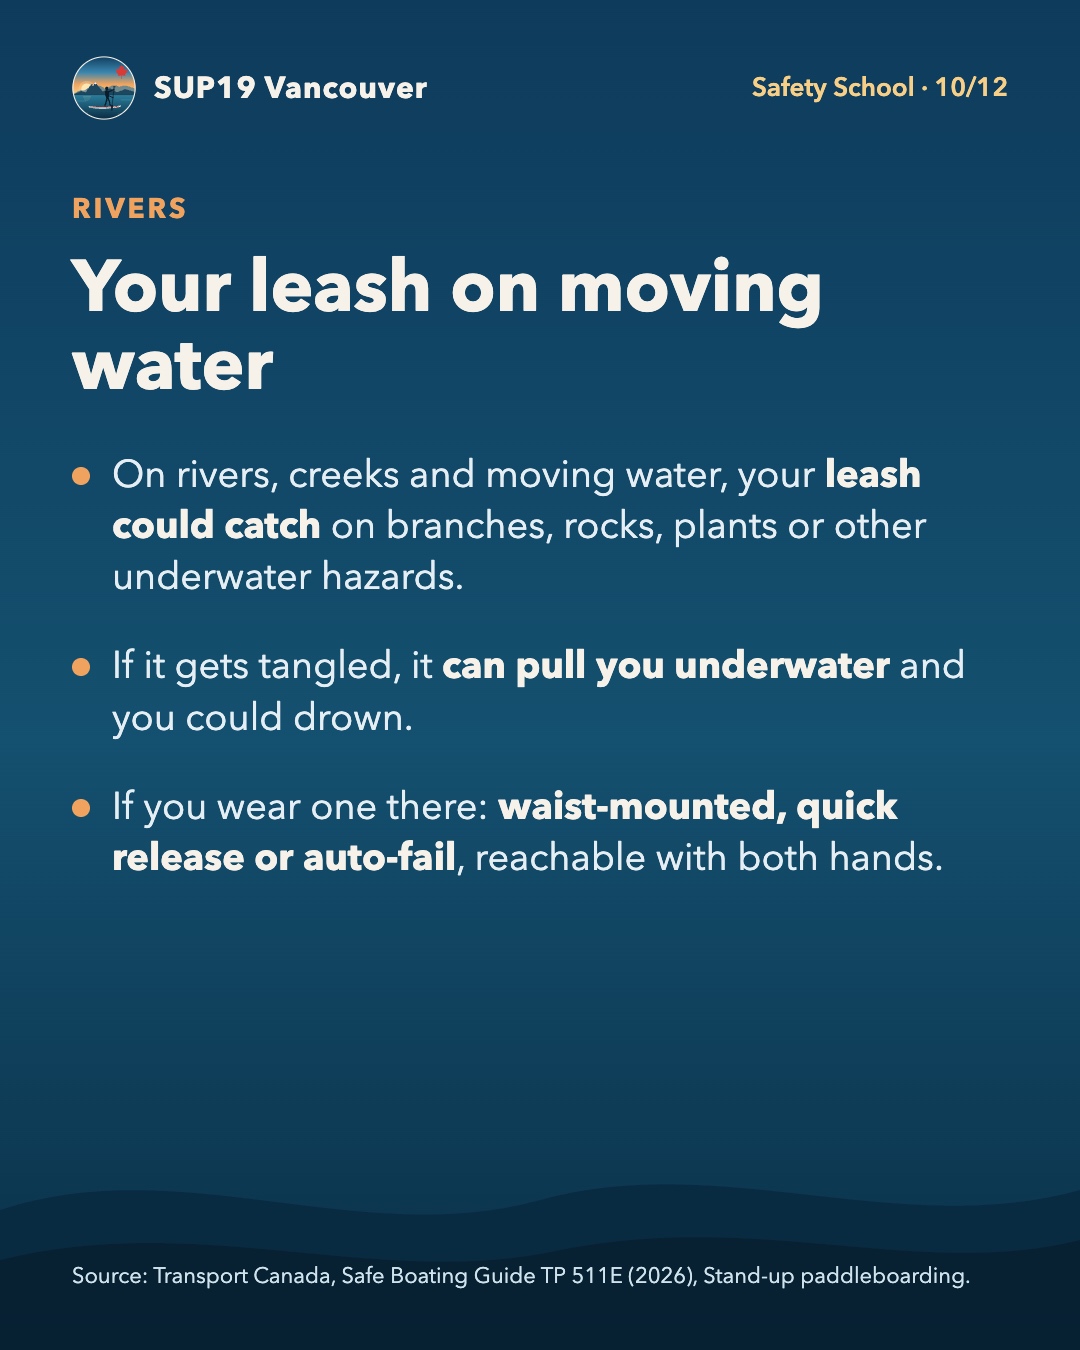 SUP19 Vancouver
Safety School · 10/12
RIVERS
Your leash on moving
water
On rivers, creeks and moving water, your leash
could catch on branches, rocks, plants or other
underwater hazards.
If it gets tangled, it can pull you underwater and
you could drown.
If you wear one there: waist-mounted, quick
release or auto-fail, reachable with both hands.
Source: Transport Canada, Safe Boating Guide TP 511E (2026), Stand-up paddleboarding.